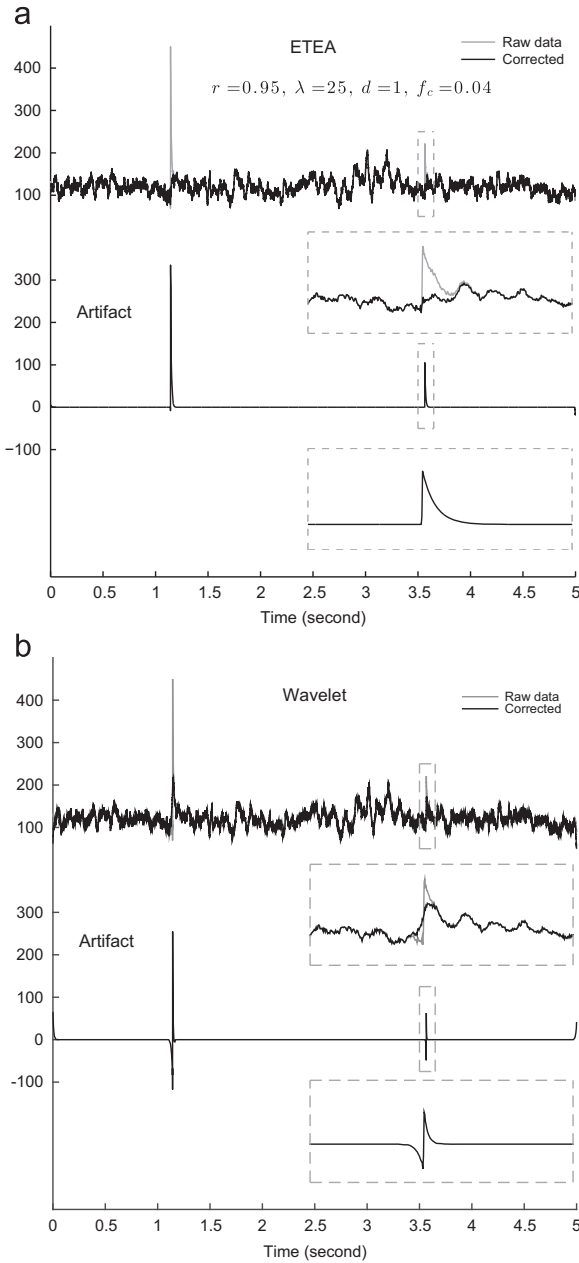 a
ETEA
Raw data
Corrected
r =0.95, λ =25, d =1, f_c =0.04
400
300
200
100
300
200
100
0
−100
Artifact
0 0.5 1 1.5 2 2.5 3 3.5 4 4.5 5
Time (second)
b
Wavelet
Raw data
Corrected
400
300
200
100
300
200
100
0
-100
Artifact
0 0.5 1 1.5 2 2.5 3 3.5 4 4.5 5
Time (second)